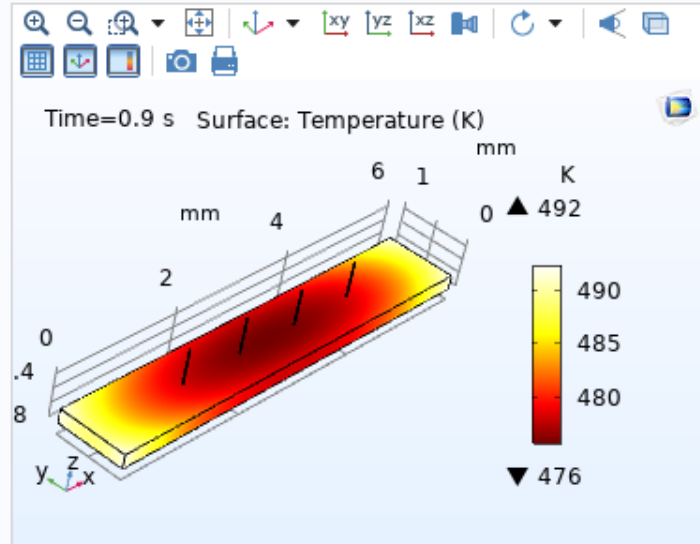 xy yz xz
Time=0.9 s Surface: Temperature (K)
mm
6 1 K
mm 4 0 ▲ 492
2
490
0 485
.4
480
8
y z x
▼ 476